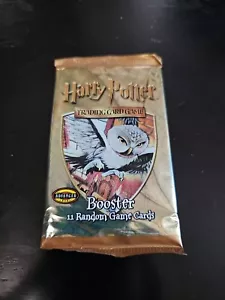 Harry Potter
TRADING CARD GAME
Booster
11 Random Game Cards